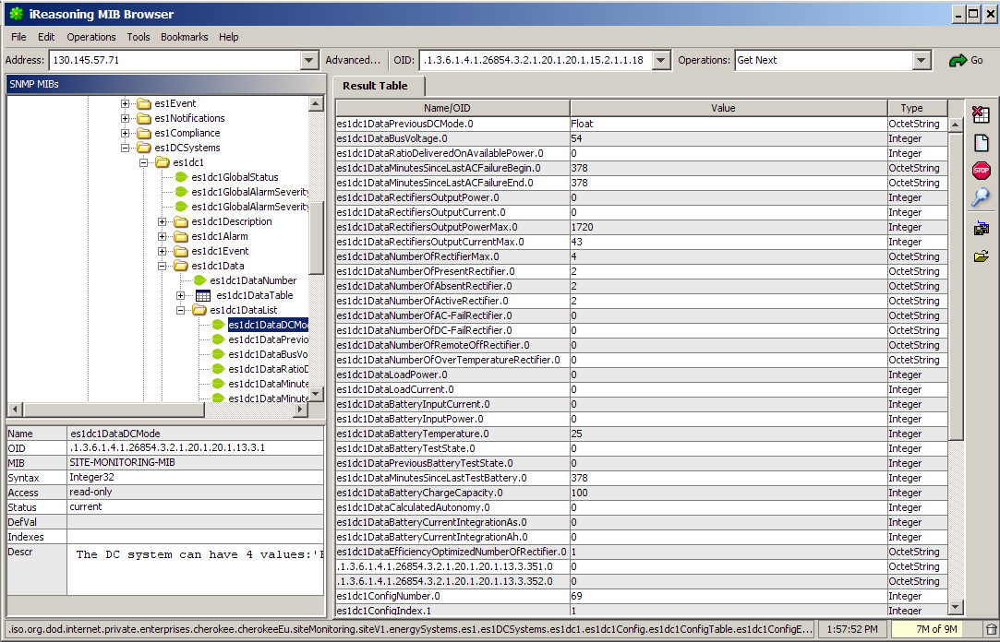 iReasoning MIB Browser
File Edit Operations Tools Bookmarks Help
Address: 130.145.57.71 Advanced... OID: .1.3.6.1.4.1.26854.3.2.1.20.1.20.1.15.2.1.1.18 Operations: Get Next Go
SNMP MIBs
es1Event
es1Notifications
es1Compliance
es1DCSystems
es1dc1
es1dc1GlobalStatus
es1dc1GlobalAlarmSeverity
es1dc1GlobalAlarmSeverity
es1dc1Description
es1dc1Alarm
es1dc1Event
es1dc1Data
es1dc1DataNumber
es1dc1DataTable
es1dc1DataList
es1dc1DataDCMo
es1dc1DataPrevio
es1dc1DataBusVo
es1dc1DataRatioD
es1dc1DataMinute
es1dc1DataMinute
Name es1dc1DataDCMode
OID .1.3.6.1.4.1.26854.3.2.1.20.1.20.1.13.3.1
MIB SITE-MONITORING-MIB
Syntax Integer32
Access read-only
Status current
DefVal
Indexes
Descr The DC system can have 4 values:'
Result Table
Name/OID Value Type
es1dc1DataPreviousDCMode.0 Float OctetString
es1dc1DataBusVoltage.0 54 Integer
es1dc1DataRatioDeliveredOnAvailablePower.0 0 Integer
es1dc1DataMinutesSinceLastACFailureBegin.0 378 OctetString
es1dc1DataMinutesSinceLastACFailureEnd.0 378 OctetString
es1dc1DataRectifiersOutputPower.0 0 Integer
es1dc1DataRectifiersOutputCurrent.0 0 Integer
es1dc1DataRectifiersOutputPowerMax.0 1720 Integer
es1dc1DataRectifiersOutputCurrentMax.0 43 Integer
es1dc1DataNumberOfRectifierMax.0 4 OctetString
es1dc1DataNumberOfPresentRectifier.0 2 OctetString
es1dc1DataNumberOfAbsentRectifier.0 2 OctetString
es1dc1DataNumberOfActiveRectifier.0 2 OctetString
es1dc1DataNumberOfAC-FailRectifier.0 0 OctetString
es1dc1DataNumberOfDC-FailRectifier.0 0 OctetString
es1dc1DataNumberOfRemoteOffRectifier.0 0 OctetString
es1dc1DataNumberOfOverTemperatureRectifier.0 0 OctetString
es1dc1DataLoadPower.0 0 Integer
es1dc1DataLoadCurrent.0 0 Integer
es1dc1DataBatteryInputCurrent.0 0 Integer
es1dc1DataBatteryInputPower.0 0 Integer
es1dc1DataBatteryTemperature.0 25 Integer
es1dc1DataBatteryTestState.0 0 Integer
es1dc1DataPreviousBatteryTestState.0 0 Integer
es1dc1DataMinutesSinceLastTestBattery.0 378 Integer
es1dc1DataBatteryChargeCapacity.0 100 Integer
es1dc1DataCalculatedAutonomy.0 0 Integer
es1dc1DataBatteryCurrentIntegrationAs.0 0 Integer
es1dc1DataBatteryCurrentIntegrationAh.0 0 Integer
es1dc1DataEfficiencyOptimizedNumberOfRectifier.0 1 OctetString
.1.3.6.1.4.1.26854.3.2.1.20.1.20.1.13.3.351.0 0 OctetString
.1.3.6.1.4.1.26854.3.2.1.20.1.20.1.13.3.352.0 0 OctetString
es1dc1ConfigNumber.0 69 Integer
es1dc1ConfigIndex.1 1 Integer
STOP
.iso.org.dod.internet.private.enterprises.cherokee.cherokeeEu.siteMonitoring.siteV1.energySystems.es1.es1DCSystems.es1dc1.es1dc1Config.es1dc1ConfigTable.es1dc1ConfigE... 1:57:52 PM 7M of 9M